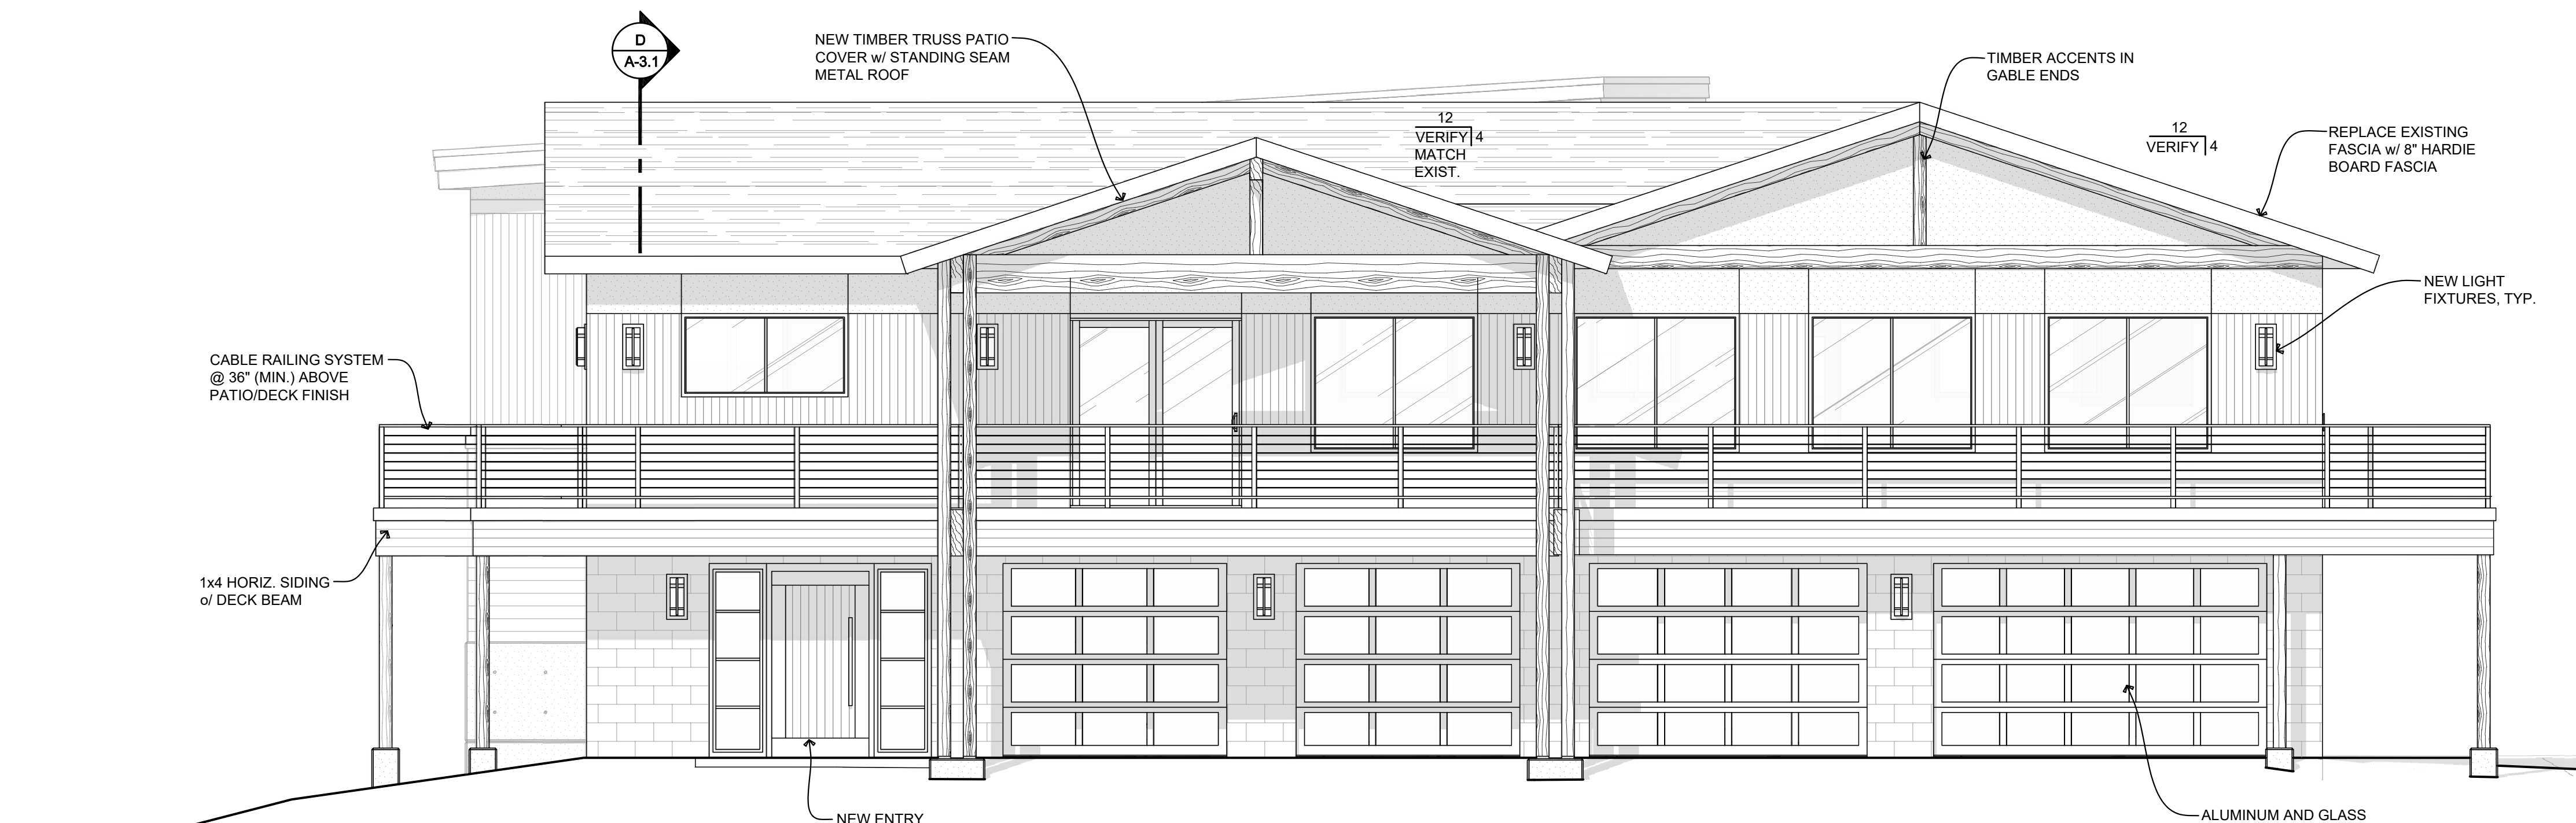 D
A-3.1
NEW TIMBER TRUSS PATIO
COVER w/ STANDING SEAM
METAL ROOF
TIMBER ACCENTS IN
GABLE ENDS
12
VERIFY 4
MATCH
EXIST.
12
VERIFY 4
REPLACE EXISTING
FASCIA w/ 8" HARDIE
BOARD FASCIA
NEW LIGHT
FIXTURES, TYP.
CABLE RAILING SYSTEM
@ 36" (MIN.) ABOVE
PATIO/DECK FINISH
1x4 HORIZ. SIDING
o/ DECK BEAM
NEW ENTRY
ALUMINUM AND GLASS